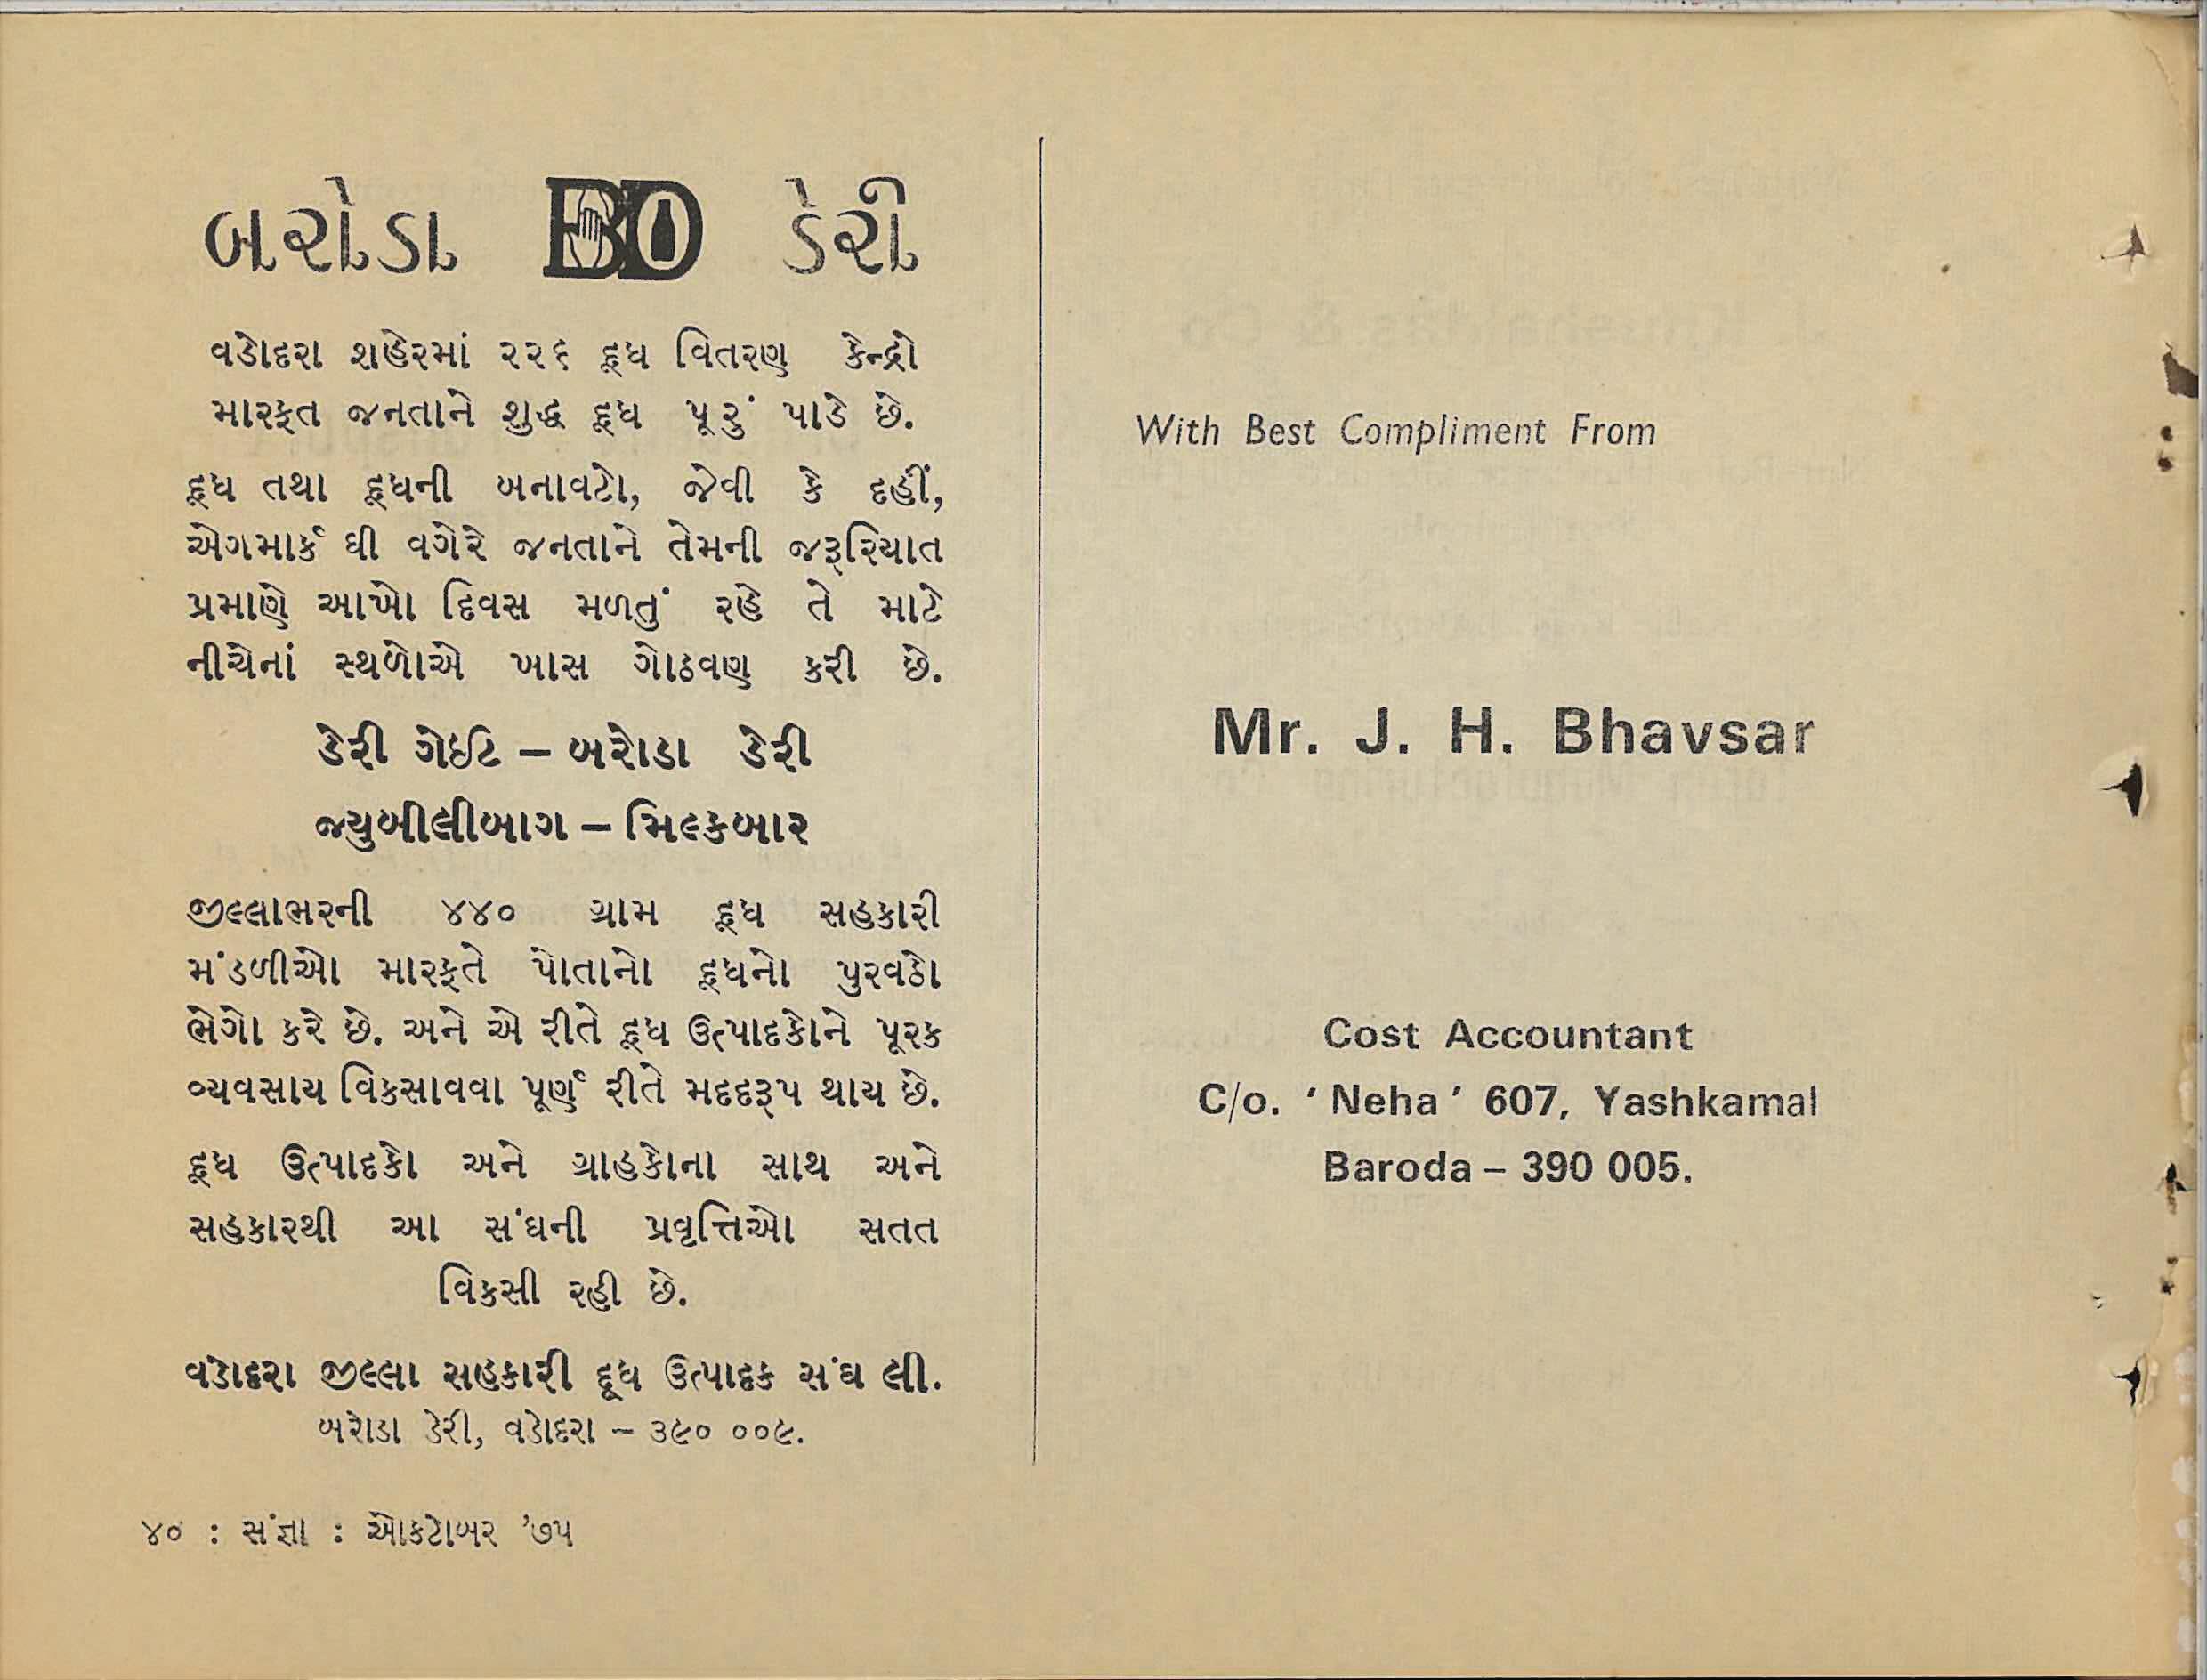 બરોડા BD ડેરી
વડોદરા શહેરમાં ૨૨૬ દૂધ વિતરણ કેન્દ્રો
મારફત જનતાને શુદ્ધ દૂધ પૂરું પાડે છે.
દૂધ તથા દૂધની બનાવટો, જેવી કે દહીં,
એગમાર્ક ઘી વગેરે જનતાને તેમની જરૂરિયાત
પ્રમાણે આખો દિવસ મળતું રહે તે માટે
નીચેનાં સ્થળોએ ખાસ ગોઠવણ કરી છે.
ડેરી ગેઈટ – બરોડા ડેરી
જ્યુબીલીબાગ – મિલ્કબાર
જીલ્લાભરની ૪૪૦ ગ્રામ દૂધ સહકારી
મંડળીઓ મારફતે પોતાનો દૂધનો પુરવઠો
ભેગો કરે છે. અને એ રીતે દૂધ ઉત્પાદકોને પૂરક
વ્યવસાય વિકસાવવા પૂર્ણ રીતે મદદરૂપ થાય છે.
દૂધ ઉત્પાદકો અને ગ્રાહકોના સાથ અને
સહકારથી આ સંઘની પ્રવૃત્તિઓ સતત
વિકસી રહી છે.
વડોદરા જીલ્લા સહકારી દૂધ ઉત્પાદક સંઘ લી.
બરોડા ડેરી, વડોદરા – ૩૯૦ ૦૦૯.
૪૦ : સંજ્ઞા : ઓકટોબર '૭૫
With Best Compliment From
Mr. J. H. Bhavsar
Cost Accountant
C/o. ' Neha ' 607, Yashkamal
Baroda – 390 005.